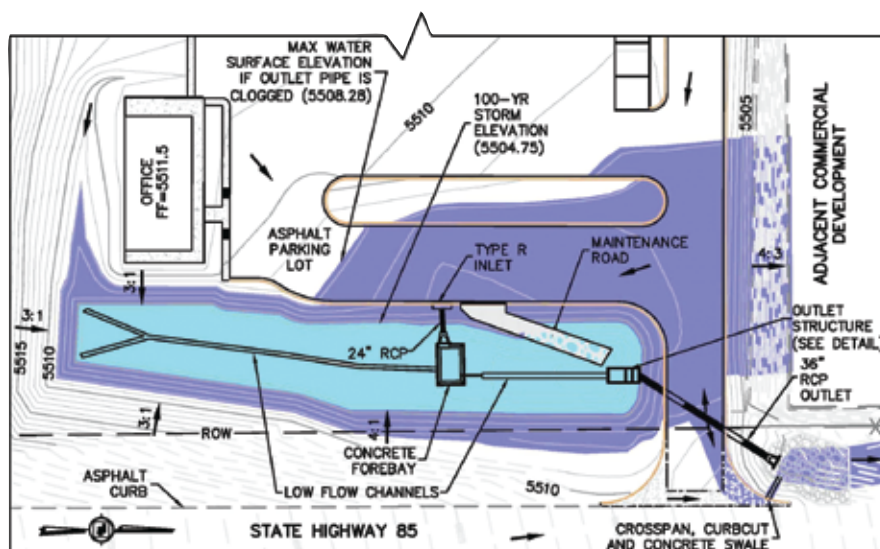 MAX WATER
SURFACE ELEVATION
IF OUTLET PIPE IS
CLOGGED (5508.28)
100-YR
STORM
ELEVATION
(5504.75)
5510
5505
ADJACENT COMMERCIAL
DEVELOPMENT
OFFICE
FF=5511.5
ASPHALT
PARKING
LOT
TYPE R
INLET
MAINTENANCE
ROAD
4:3
3:1
3:1
5515
5510
24" RCP
OUTLET
STRUCTURE
(SEE DETAIL)
36"
RCP
OUTLET
3:1
4:1
ROW
CONCRETE
FOREBAY
ASPHALT
CURB
LOW FLOW CHANNELS
5510
STATE HIGHWAY 85
CROSSPAN, CURBCUT
AND CONCRETE SWALE